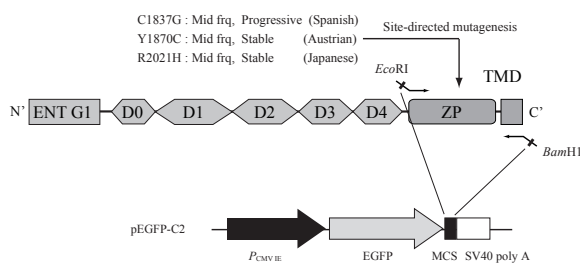 C1837G : Mid frq, Progressive (Spanish)
Y1870C : Mid frq, Stable (Austrian)
R2021H : Mid frq, Stable (Japanese)
Site-directed mutagenesis
EcoRI
TMD
N' ENT G1 D0 D1 D2 D3 D4 ZP C'
BamH1
pEGFP-C2
PCMV IE EGFP MCS SV40 poly A